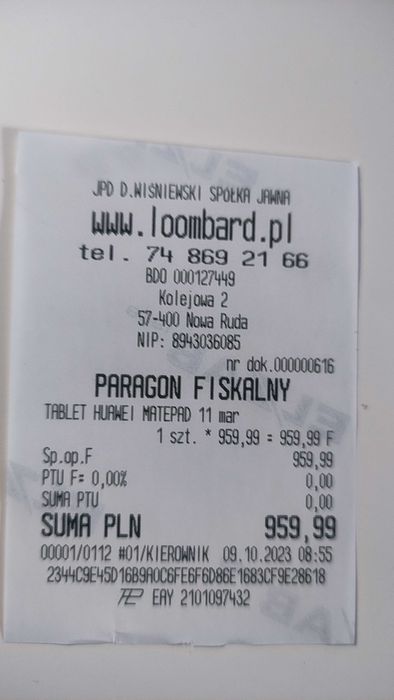 JPD D.WIŚNIEWSKI SPÓŁKA JAWNA
www.loombard.pl
tel. 74 869 21 66
BDO 000127449
Kolejowa 2
57-400 Nowa Ruda
NIP: 8943036085
nr dok.000000616
PARAGON FISKALNY
TABLET HUAWEI MATEPAD 11 mar
1 szt. * 959,99 = 959,99 F
Sp.op.F 959,99
PTU F= 0,00% 0,00
SUMA PTU 0,00
SUMA PLN 959,99
00001/0112 #01/KIEROWNIK 09.10.2023 08:55
2344C9E45D16B9A0C6FE6F6D86E1683CF9E28618
EAY 2101097432